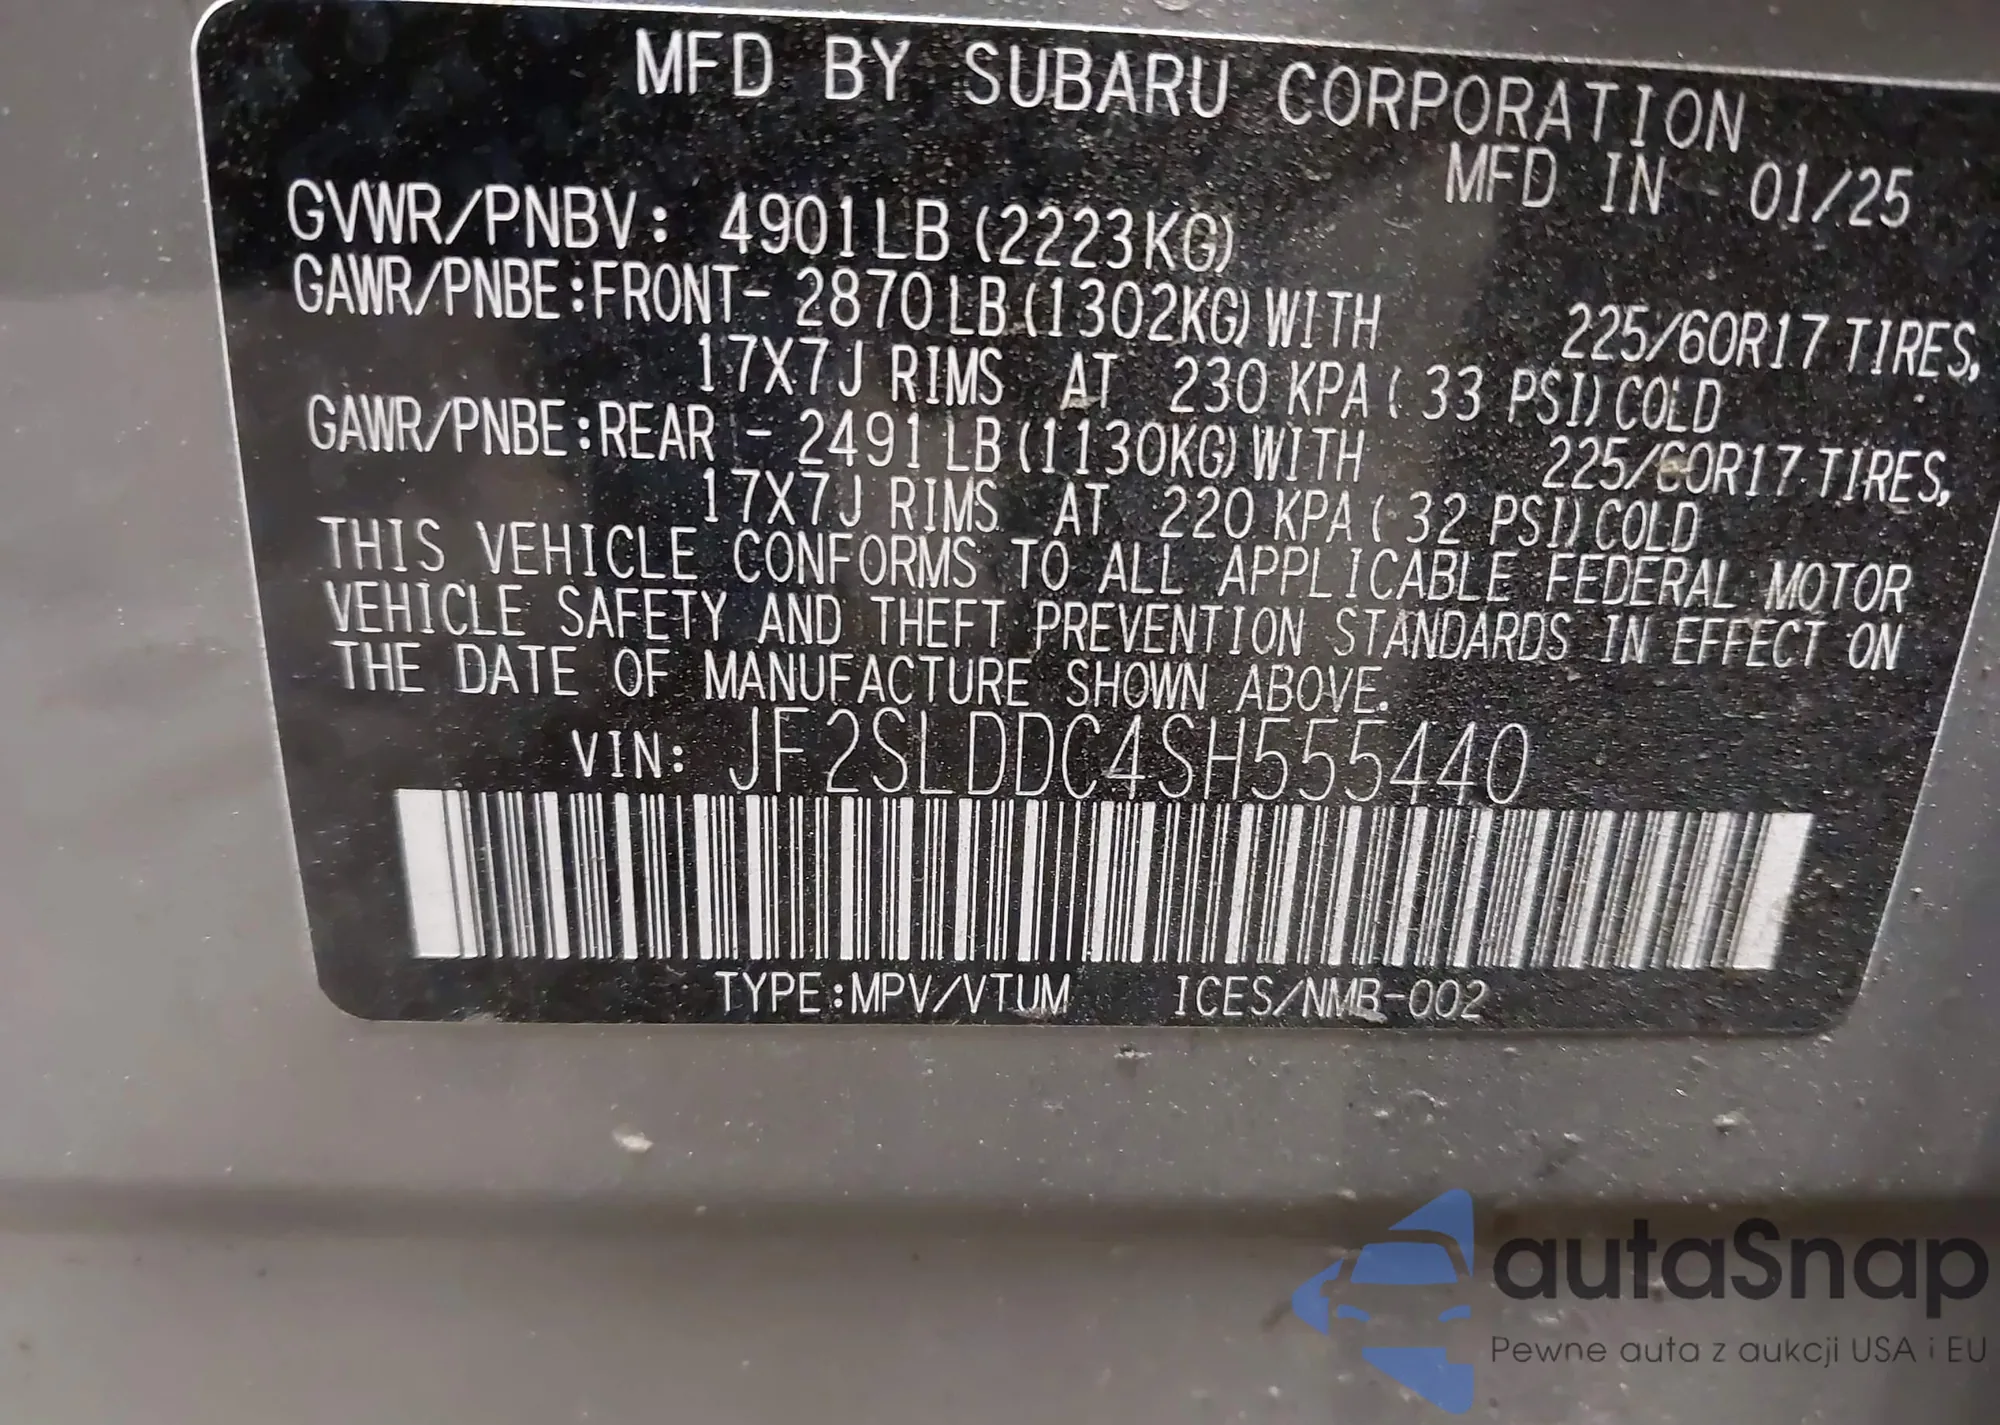 MFD BY SUBARU CORPORATION
MFD IN 01/25
GVWR/PNBV: 4901LB (2223KG)
GAWR/PNBE:FRONT- 2870LB(1302KG)WITH 225/60R17 TIRES,
17X7J RIMS AT 230 KPA( 33 PSI)COLD
GAWR/PNBE:REAR - 2491LB(1130KG)WITH 225/60R17 TIRES,
17X7J RIMS AT 220 KPA( 32 PSI)COLD
THIS VEHICLE CONFORMS TO ALL APPLICABLE FEDERAL MOTOR
VEHICLE SAFETY AND THEFT PREVENTION STANDARDS IN EFFECT ON
THE DATE OF MANUFACTURE SHOWN ABOVE.
VIN: JF2SLDDC4SH555440
TYPE:MPV/VTUM ICES/NMB-002
autaSnap
Pewne auta z aukcji USA i EU